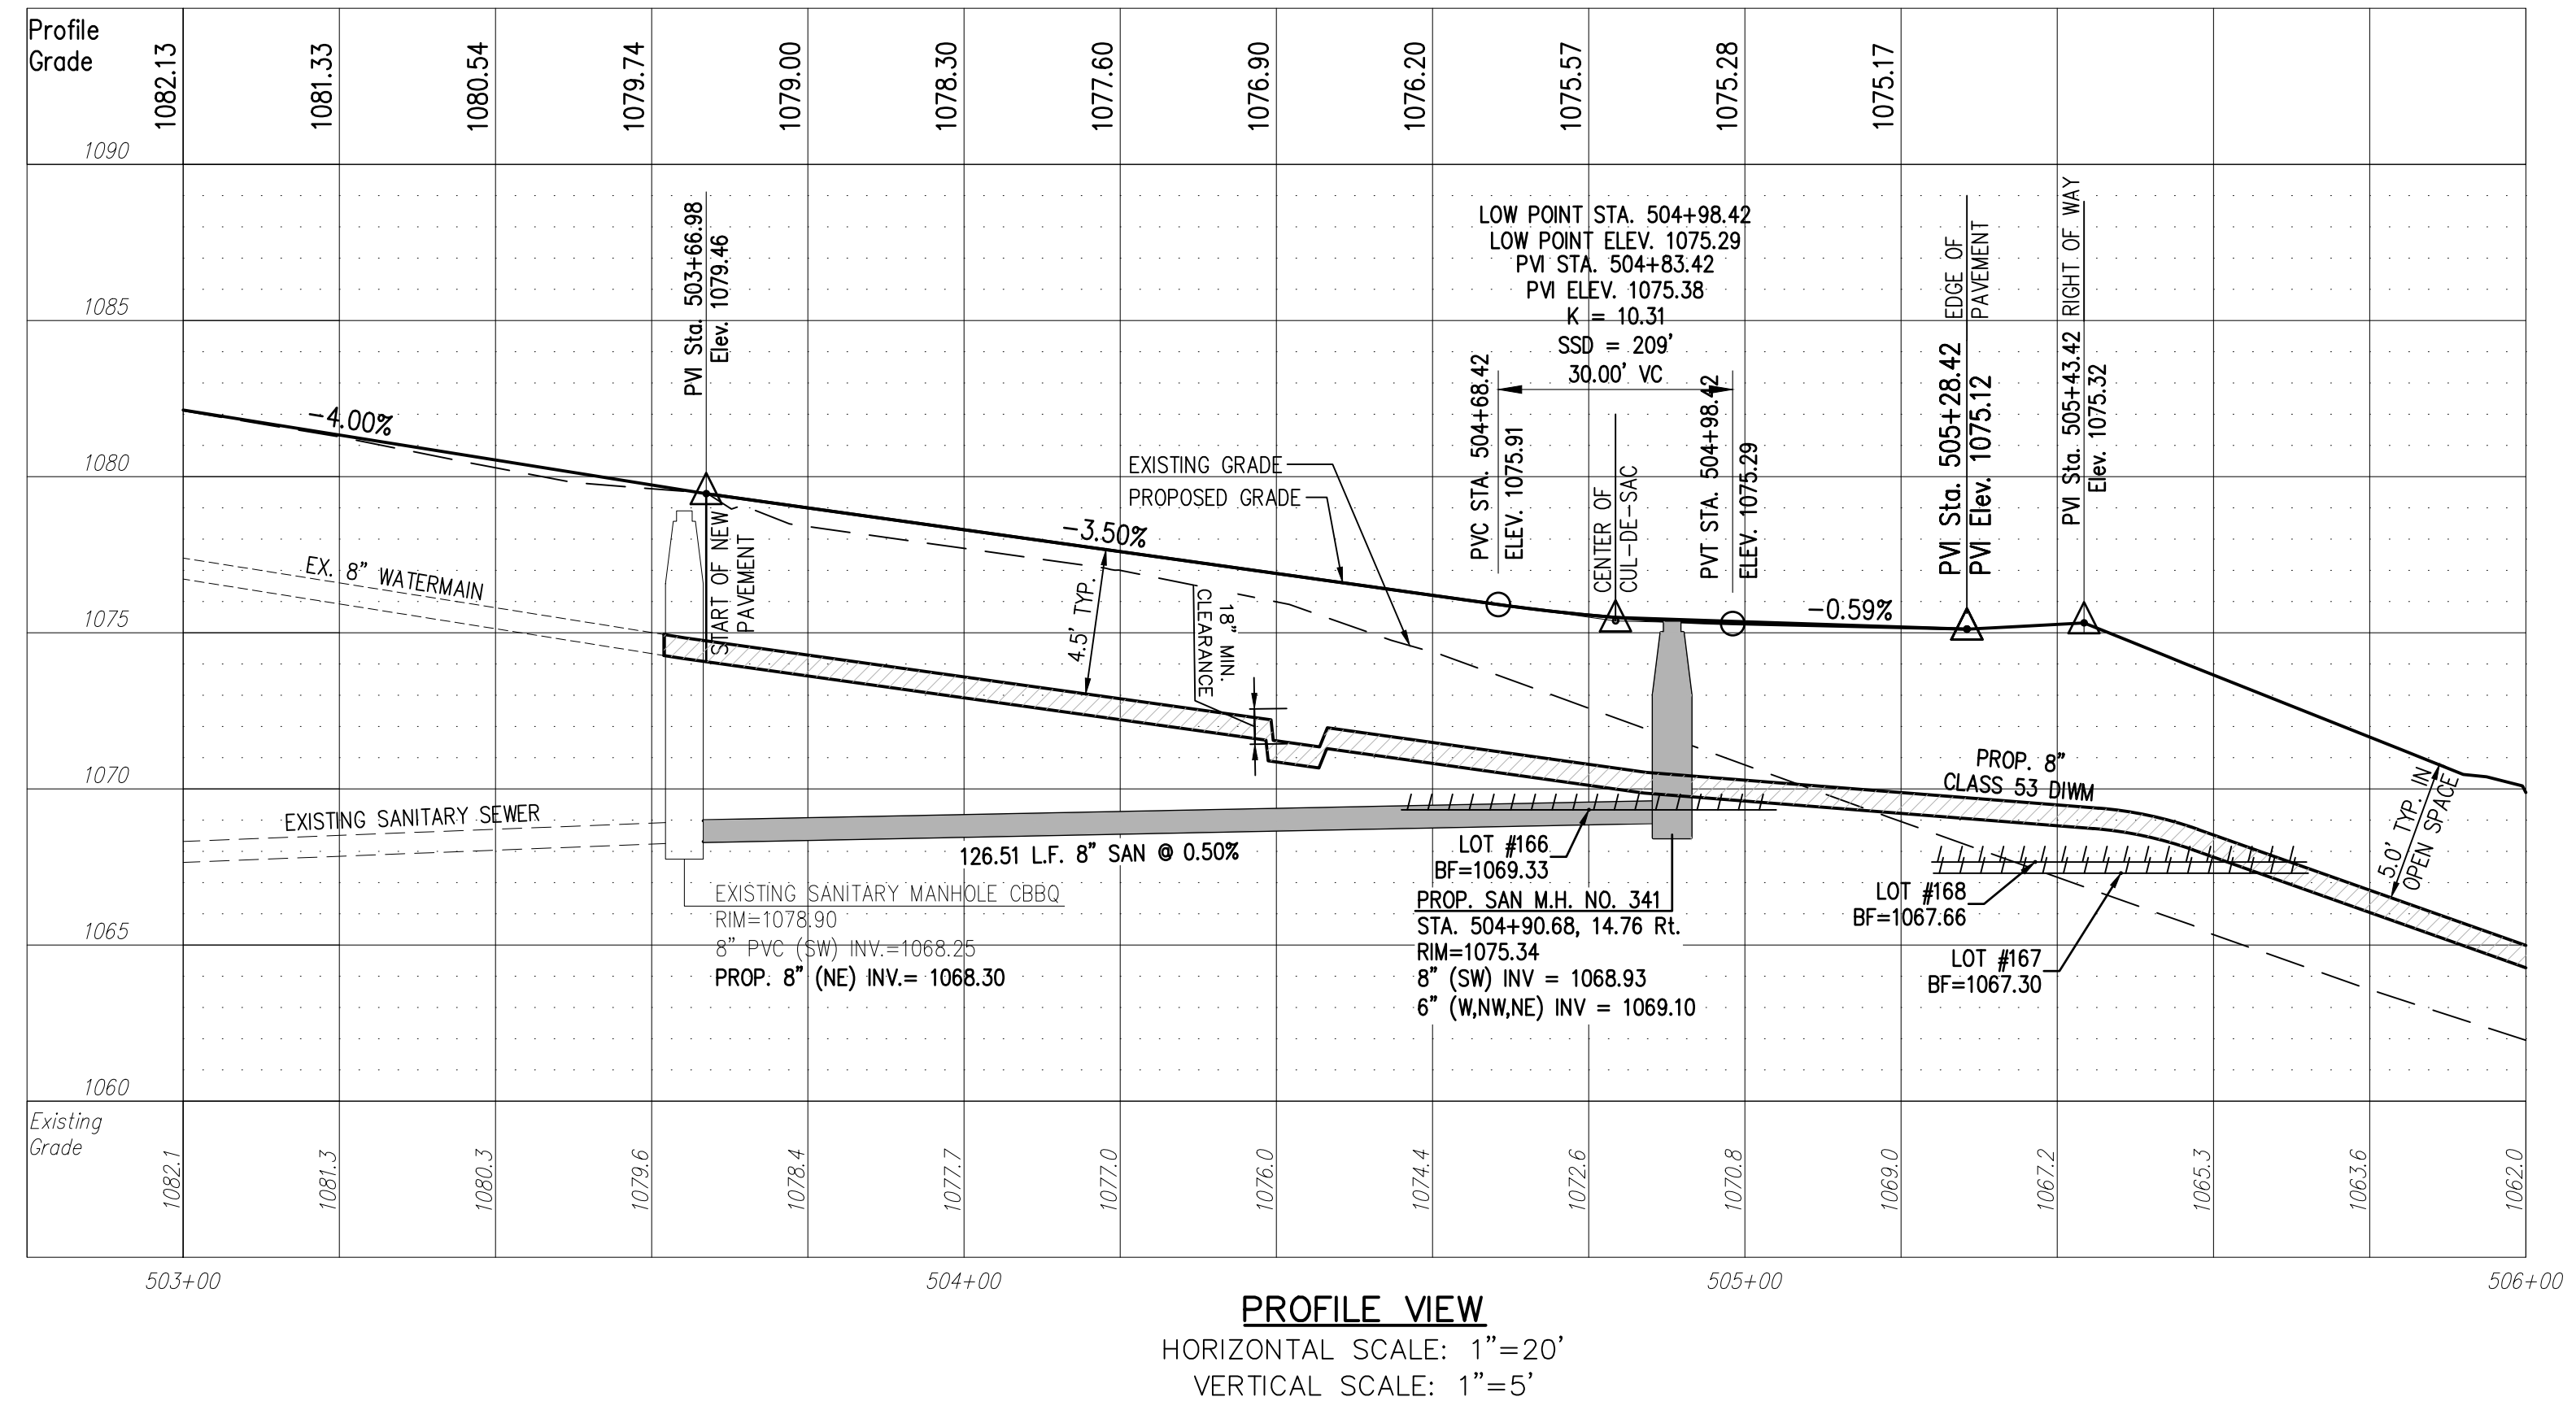 Profile
Grade
1082.13
1081.33
1080.54
1079.74
1079.00
1078.30
1077.60
1076.90
1076.20
1075.57
1075.28
1075.17
1090
1085
1080
1075
1070
1065
1060
PVI Sta. 503+66.98
Elev. 1079.46
LOW POINT STA. 504+98.42
LOW POINT ELEV. 1075.29
PVI STA. 504+83.42
PVI ELEV. 1075.38
K = 10.31
SSD = 209'
30.00' VC
PVC STA. 504+68.42
ELEV. 1075.91
CENTER OF
CUL-DE-SAC
PVT STA. 504+98.42
ELEV. 1075.29
EDGE OF
PAVEMENT
PVI Sta. 505+28.42
PVI Elev. 1075.12
RIGHT OF WAY
PVI Sta. 505+43.42
Elev. 1075.32
-4.00%
-3.50%
-0.59%
EXISTING GRADE
PROPOSED GRADE
START OF NEW
PAVEMENT
EX. 8" WATERMAIN
4.5' TYP.
18" MIN.
CLEARANCE
PROP. 8"
CLASS 53 DIWM
5.0' TYP. IN
OPEN SPACE
EXISTING SANITARY SEWER
126.51 L.F. 8" SAN @ 0.50%
EXISTING SANITARY MANHOLE CBBQ
RIM=1078.90
8" PVC (SW) INV.=1068.25
PROP. 8" (NE) INV.= 1068.30
LOT #166
BF=1069.33
PROP. SAN M.H. NO. 341
STA. 504+90.68, 14.76 Rt.
RIM=1075.34
8" (SW) INV = 1068.93
6" (W,NW,NE) INV = 1069.10
LOT #168
BF=1067.66
LOT #167
BF=1067.30
Existing
Grade
1082.1
1081.3
1080.3
1079.6
1078.4
1077.7
1077.0
1076.0
1074.4
1072.6
1070.8
1069.0
1067.2
1065.3
1063.6
1062.0
503+00
504+00
505+00
506+00
PROFILE VIEW
HORIZONTAL SCALE: 1"=20'
VERTICAL SCALE: 1"=5'